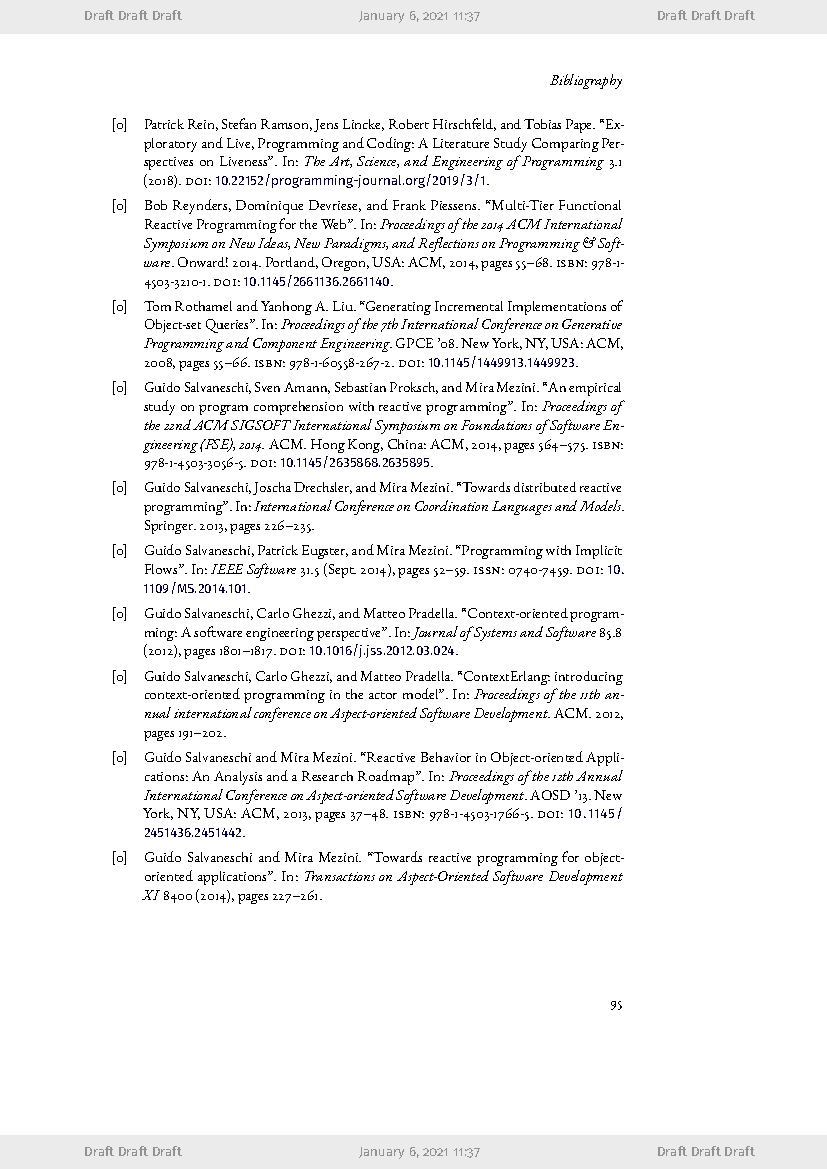 Draft Draft Draft January 6, 2021 11:37 Draft Draft Draft
Bibliography
[0] Patrick Rein, Stefan Ramson, Jens Lincke, Robert Hirschfeld, and Tobias Pape. “Ex-
ploratory and Live, Programming and Coding: A Literature Study Comparing Per-
spectives on Liveness”. In: The Art, Science, and Engineering of Programming 3.1
(2018). DOI: 10.22152/programming-journal.org/2019/3/1.
[0] Bob Reynders, Dominique Devriese, and Frank Piessens. “Multi-Tier Functional
Reactive Programming for the Web”. In: Proceedings of the 2014 ACM International
Symposium on New Ideas, New Paradigms, and Reflections on Programming & Soft-
ware. Onward! 2014. Portland, Oregon, USA: ACM, 2014, pages 55–68. ISBN: 978-1-
4503-3210-1. DOI: 10.1145/2661136.2661140.
[0] Tom Rothamel and Yanhong A. Liu. “Generating Incremental Implementations of
Object-set Queries”. In: Proceedings of the 7th International Conference on Generative
Programming and Component Engineering. GPCE ’08. New York, NY, USA: ACM,
2008, pages 55–66. ISBN: 978-1-60558-267-2. DOI: 10.1145/1449913.1449923.
[0] Guido Salvaneschi, Sven Amann, Sebastian Proksch, and Mira Mezini. “An empirical
study on program comprehension with reactive programming”. In: Proceedings of
the 22nd ACM SIGSOFT International Symposium on Foundations of Software En-
gineering (FSE), 2014. ACM. Hong Kong, China: ACM, 2014, pages 564–575. ISBN:
978-1-4503-3056-5. DOI: 10.1145/2635868.2635895.
[0] Guido Salvaneschi, Joscha Drechsler, and Mira Mezini. “Towards distributed reactive
programming”. In: International Conference on Coordination Languages and Models.
Springer. 2013, pages 226–235.
[0] Guido Salvaneschi, Patrick Eugster, and Mira Mezini. “Programming with Implicit
Flows”. In: IEEE Software 31.5 (Sept. 2014), pages 52–59. ISSN: 0740-7459. DOI: 10.
1109/MS.2014.101.
[0] Guido Salvaneschi, Carlo Ghezzi, and Matteo Pradella. “Context-oriented program-
ming: A software engineering perspective”. In: Journal of Systems and Software 85.8
(2012), pages 1801–1817. DOI: 10.1016/j.jss.2012.03.024.
[0] Guido Salvaneschi, Carlo Ghezzi, and Matteo Pradella. “ContextErlang: introducing
context-oriented programming in the actor model”. In: Proceedings of the 11th an-
nual international conference on Aspect-oriented Software Development. ACM. 2012,
pages 191–202.
[0] Guido Salvaneschi and Mira Mezini. “Reactive Behavior in Object-oriented Appli-
cations: An Analysis and a Research Roadmap”. In: Proceedings of the 12th Annual
International Conference on Aspect-oriented Software Development. AOSD ’13. New
York, NY, USA: ACM, 2013, pages 37–48. ISBN: 978-1-4503-1766-5. DOI: 10.1145/
2451436.2451442.
[0] Guido Salvaneschi and Mira Mezini. “Towards reactive programming for object-
oriented applications”. In: Transactions on Aspect-Oriented Software Development
XI 8400 (2014), pages 227–261.
95
Draft Draft Draft January 6, 2021 11:37 Draft Draft Draft